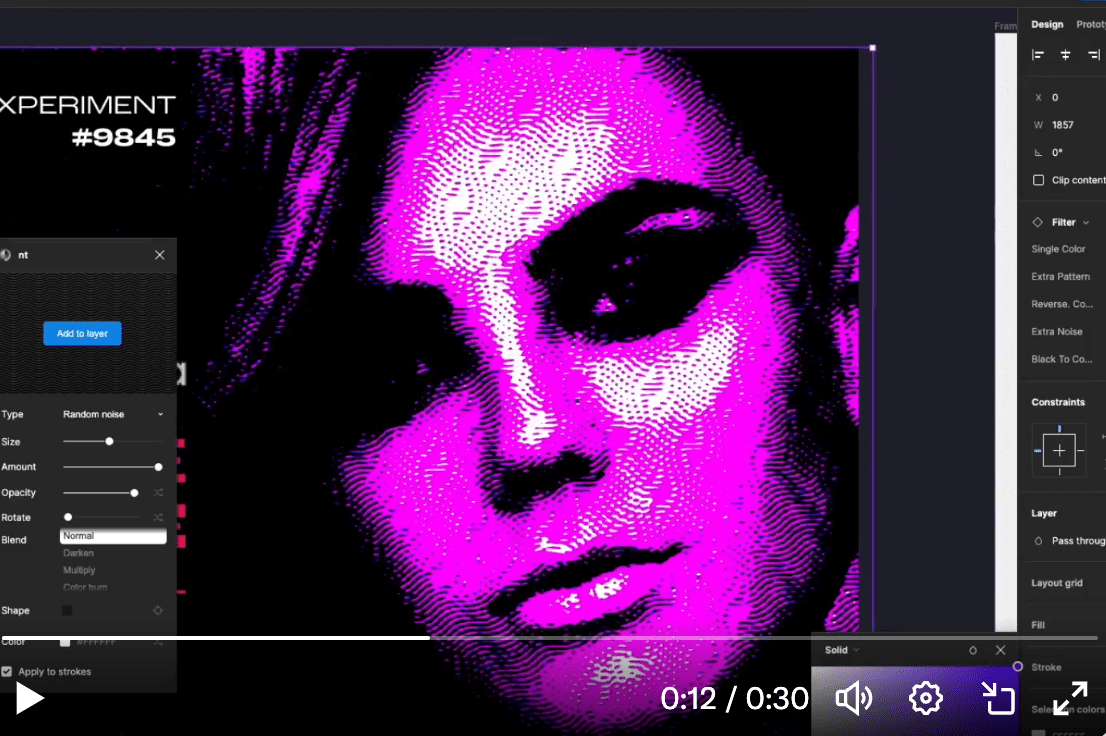 Fram
Design Protot
XPERIMENT
#9845
X 0
W 1857
0°
Clip content
Filter
Single Color
Extra Pattern
Reverse. Co...
Extra Noise
Black To Co...
Constraints
Layer
Pass throug
Layout grid
Fill
Stroke
Selection colors
nt
Add to layer
Type Random noise
Size
Amount
Opacity
Rotate
Blend Normal
Darken
Multiply
Color burn
Shape
Color #FFFFFF
Apply to strokes
Solid
0:12 / 0:30